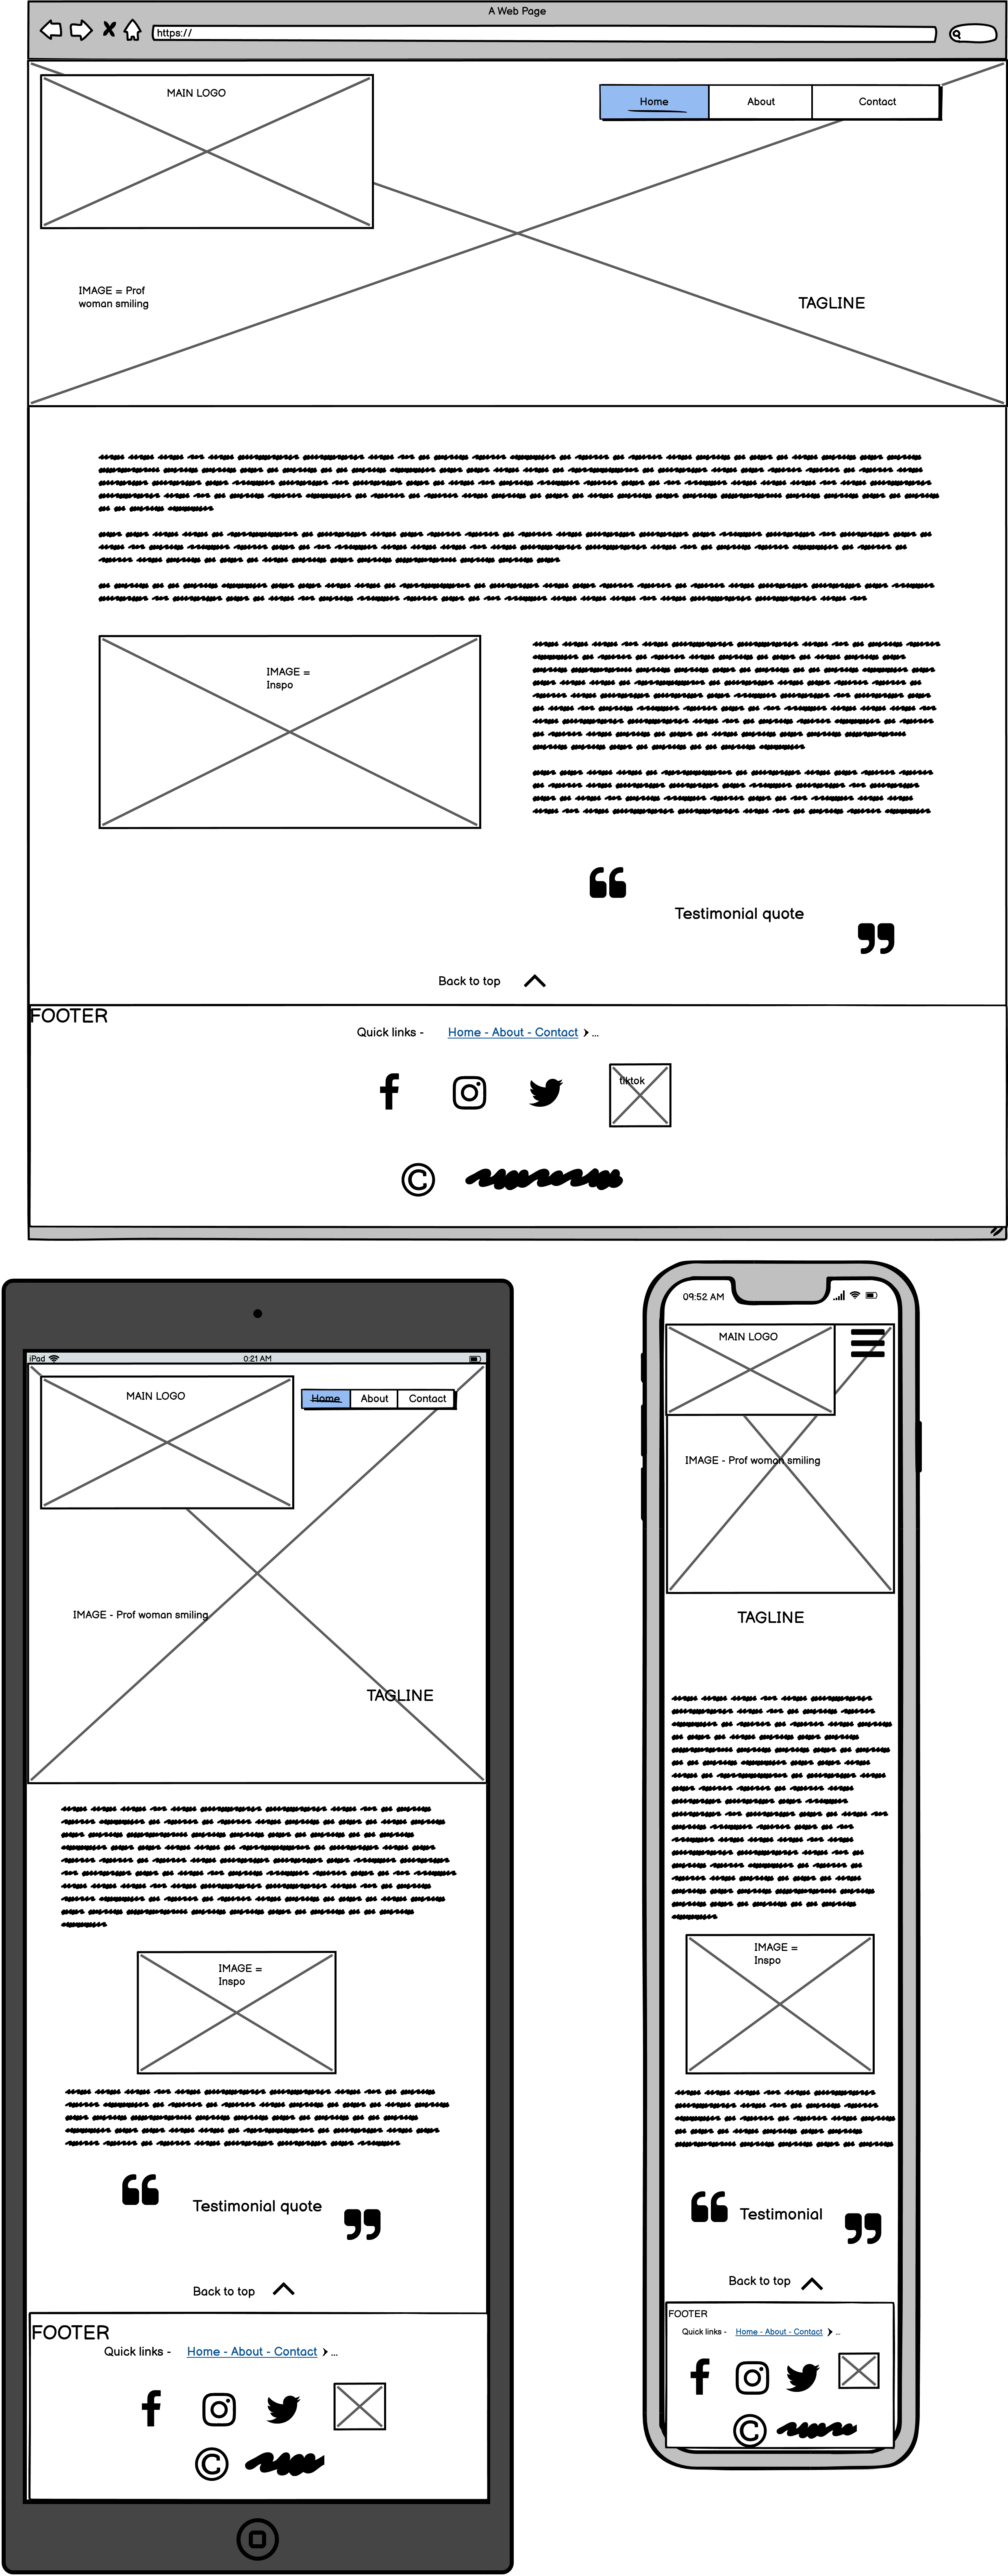 A Web Page
https://
MAIN LOGO
Home
About
Contact
IMAGE = Prof
woman smiling
TAGLINE
IMAGE =
Inspo
Testimonial quote
Back to top
FOOTER
Quick links - Home - About - Contact ...
tiktok
©
iPad
0:21 AM
MAIN LOGO
Home
About
Contact
IMAGE - Prof woman smiling
TAGLINE
IMAGE =
Inspo
Testimonial quote
Back to top
FOOTER
Quick links - Home - About - Contact ...
©
09:52 AM
MAIN LOGO
IMAGE - Prof woman smiling
TAGLINE
IMAGE =
Inspo
Testimonial
Back to top
FOOTER
Quick links - Home - About - Contact ...
©